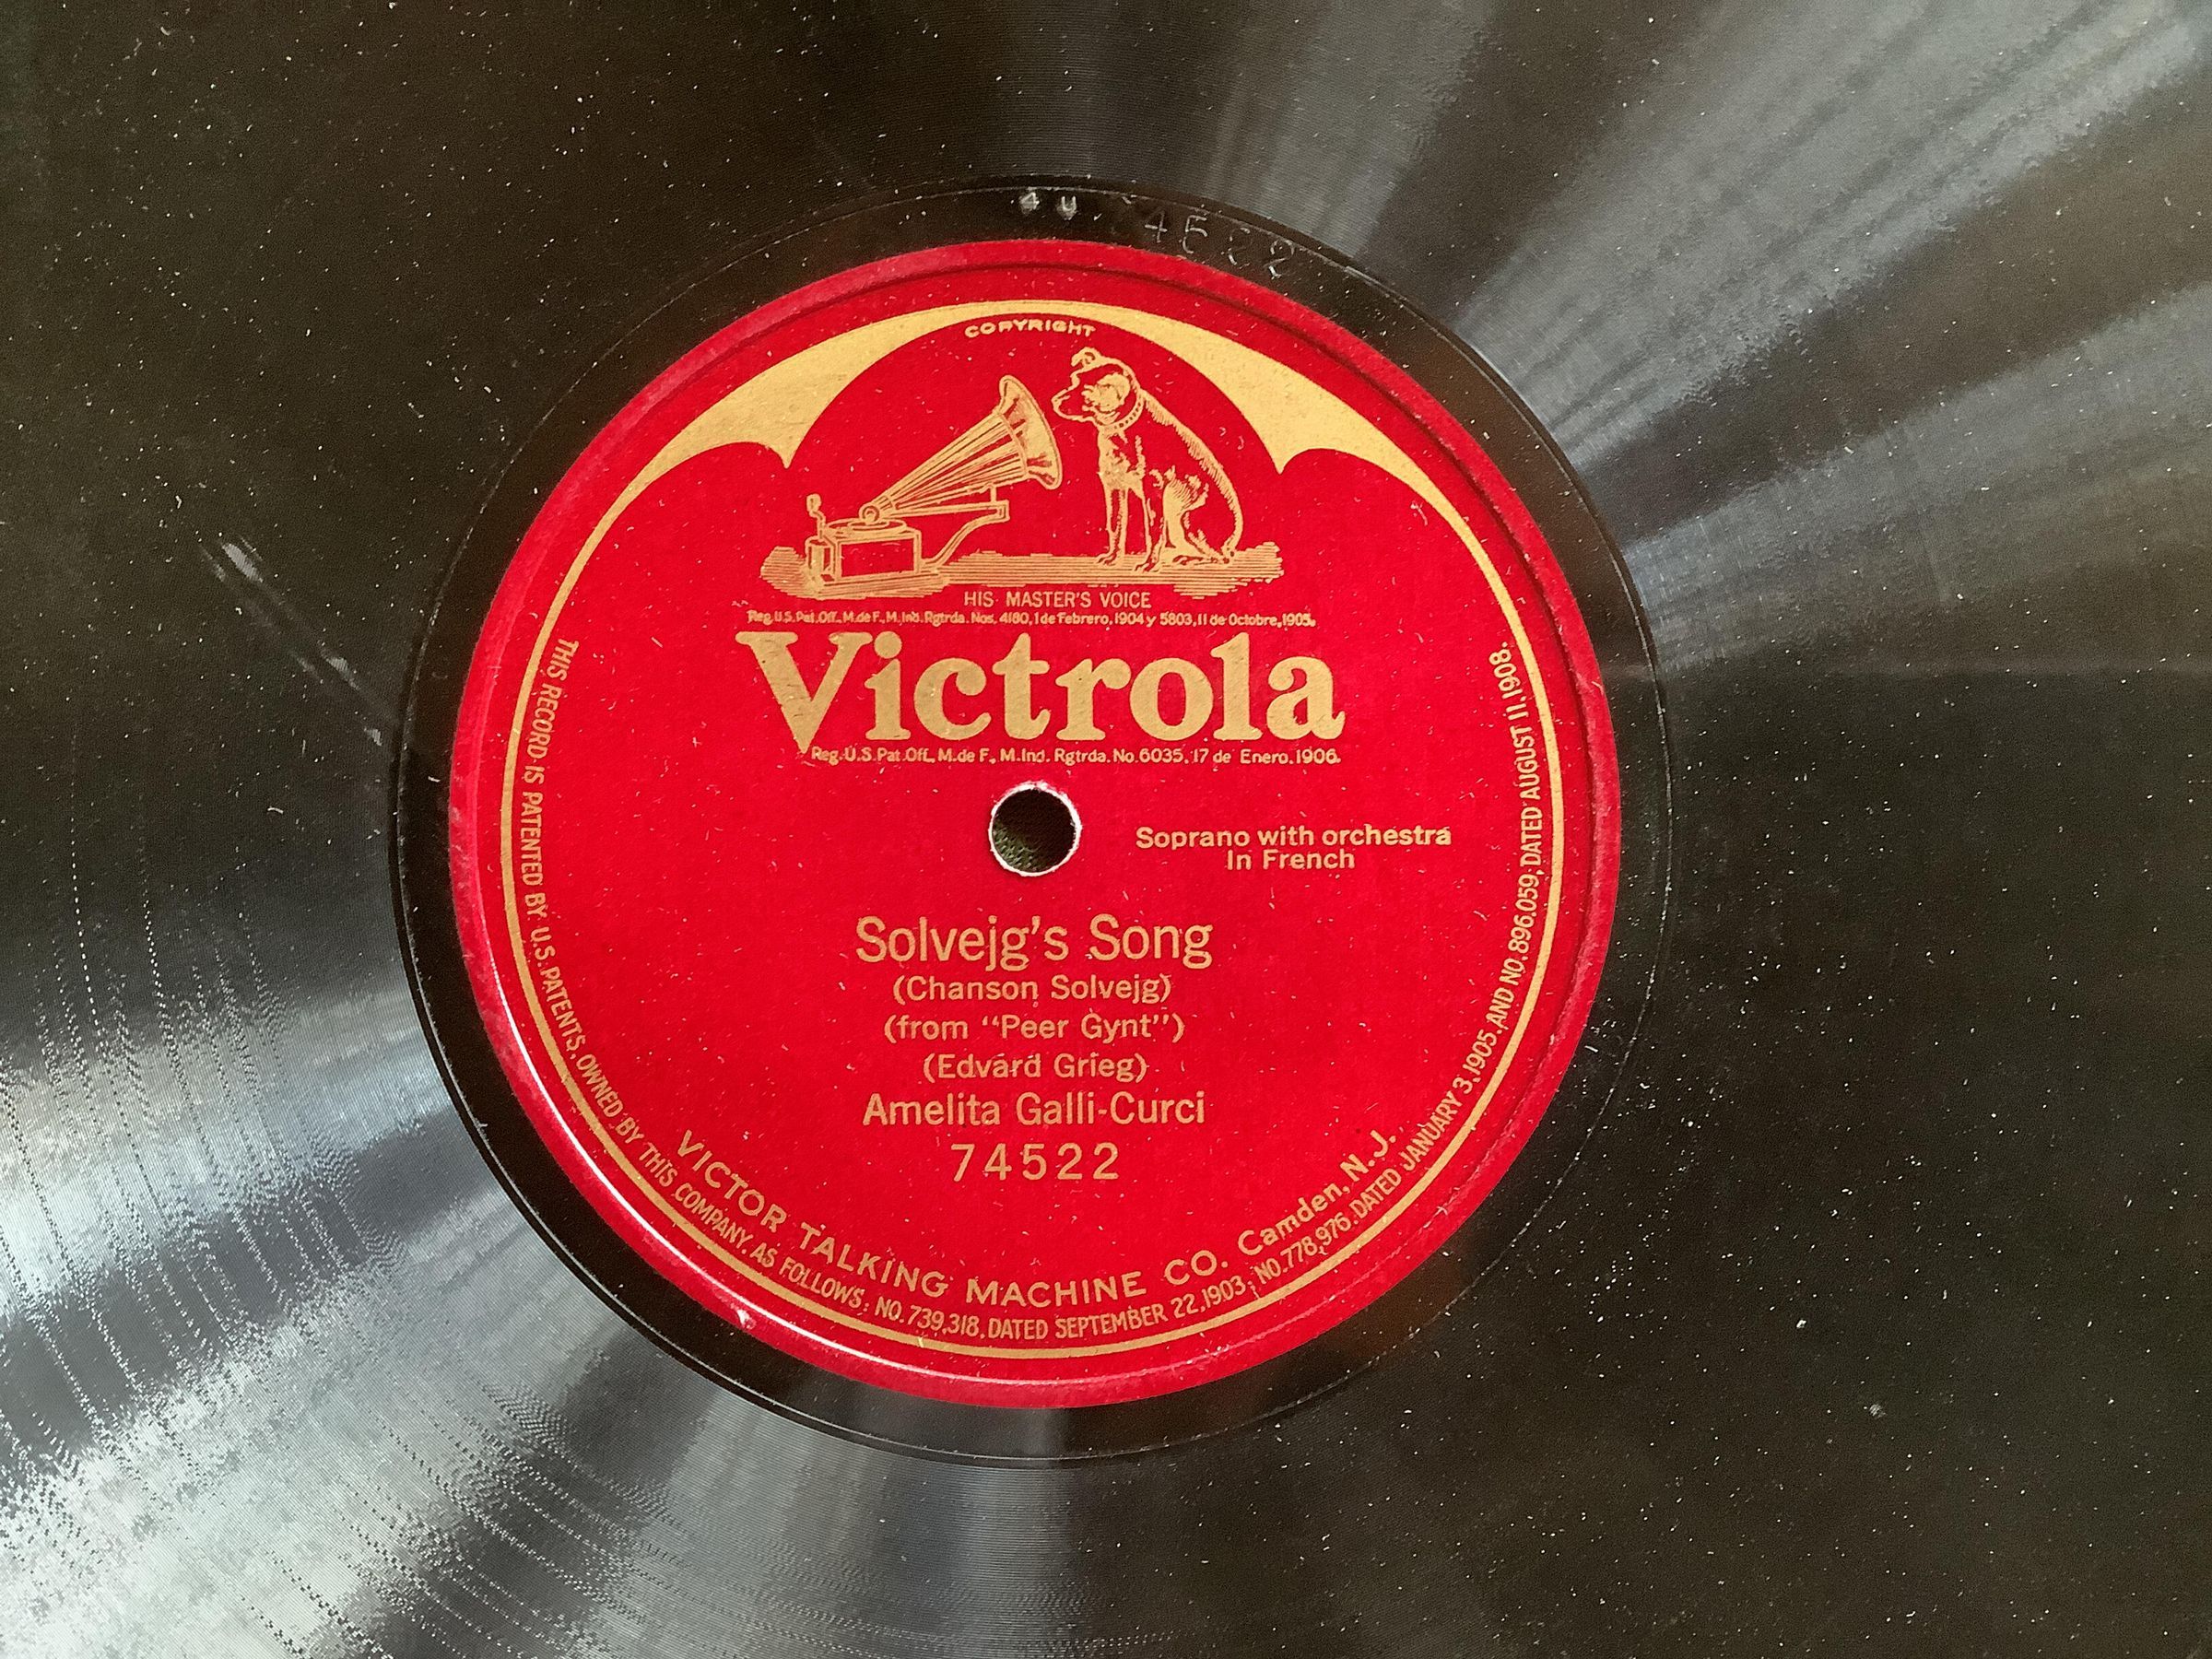 COPYRIGHT
HIS MASTER'S VOICE
Reg.U.S.Pat.Off., M.de F., M.Ind. Rgtrda. Nos. 4180, 1 de Febrero, 1904 y 5803, 11 de Octobre, 1905.
Victrola
Reg.U.S.Pat.Off., M.de F., M.Ind. Rgtrda. No. 6035, 17 de Enero, 1906.
Soprano with orchestra
In French
Solvejg's Song
(Chanson Solvejg)
(from “Peer Gynt”)
(Edvard Grieg)
Amelita Galli-Curci
74522
VICTOR TALKING MACHINE CO. Camden, N. J.
THIS RECORD IS PATENTED BY U.S. PATENTS, OWNED BY THIS COMPANY, AS FOLLOWS: NO. 739,318, DATED SEPTEMBER 22, 1903; NO. 778,976, DATED JANUARY 3, 1905, AND NO. 896,059, DATED AUGUST 11, 1908.